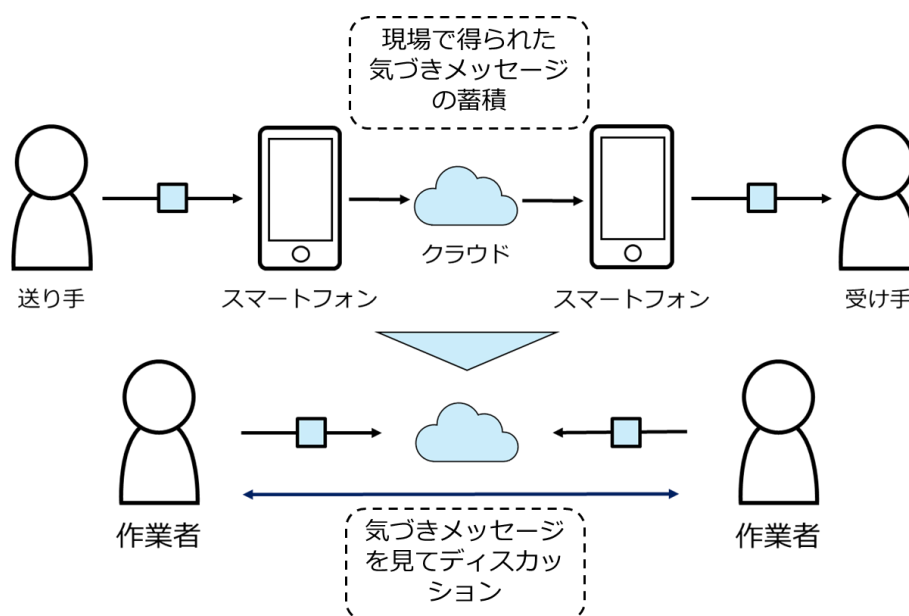 現場で得られた
気づきメッセージ
の蓄積
送り手
スマートフォン
クラウド
スマートフォン
受け手
作業者
作業者
気づきメッセージ
を見てディスカッ
ション